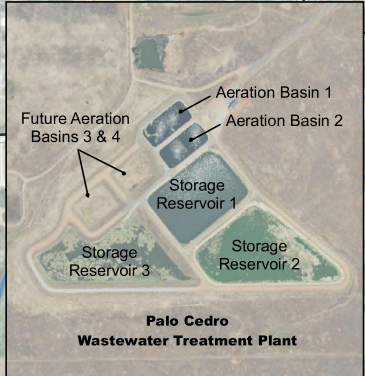 Aeration Basin 1
Aeration Basin 2
Future Aeration
Basins 3 & 4
Storage
Reservoir 1
Storage
Reservoir 2
Storage
Reservoir 3
Palo Cedro
Wastewater Treatment Plant